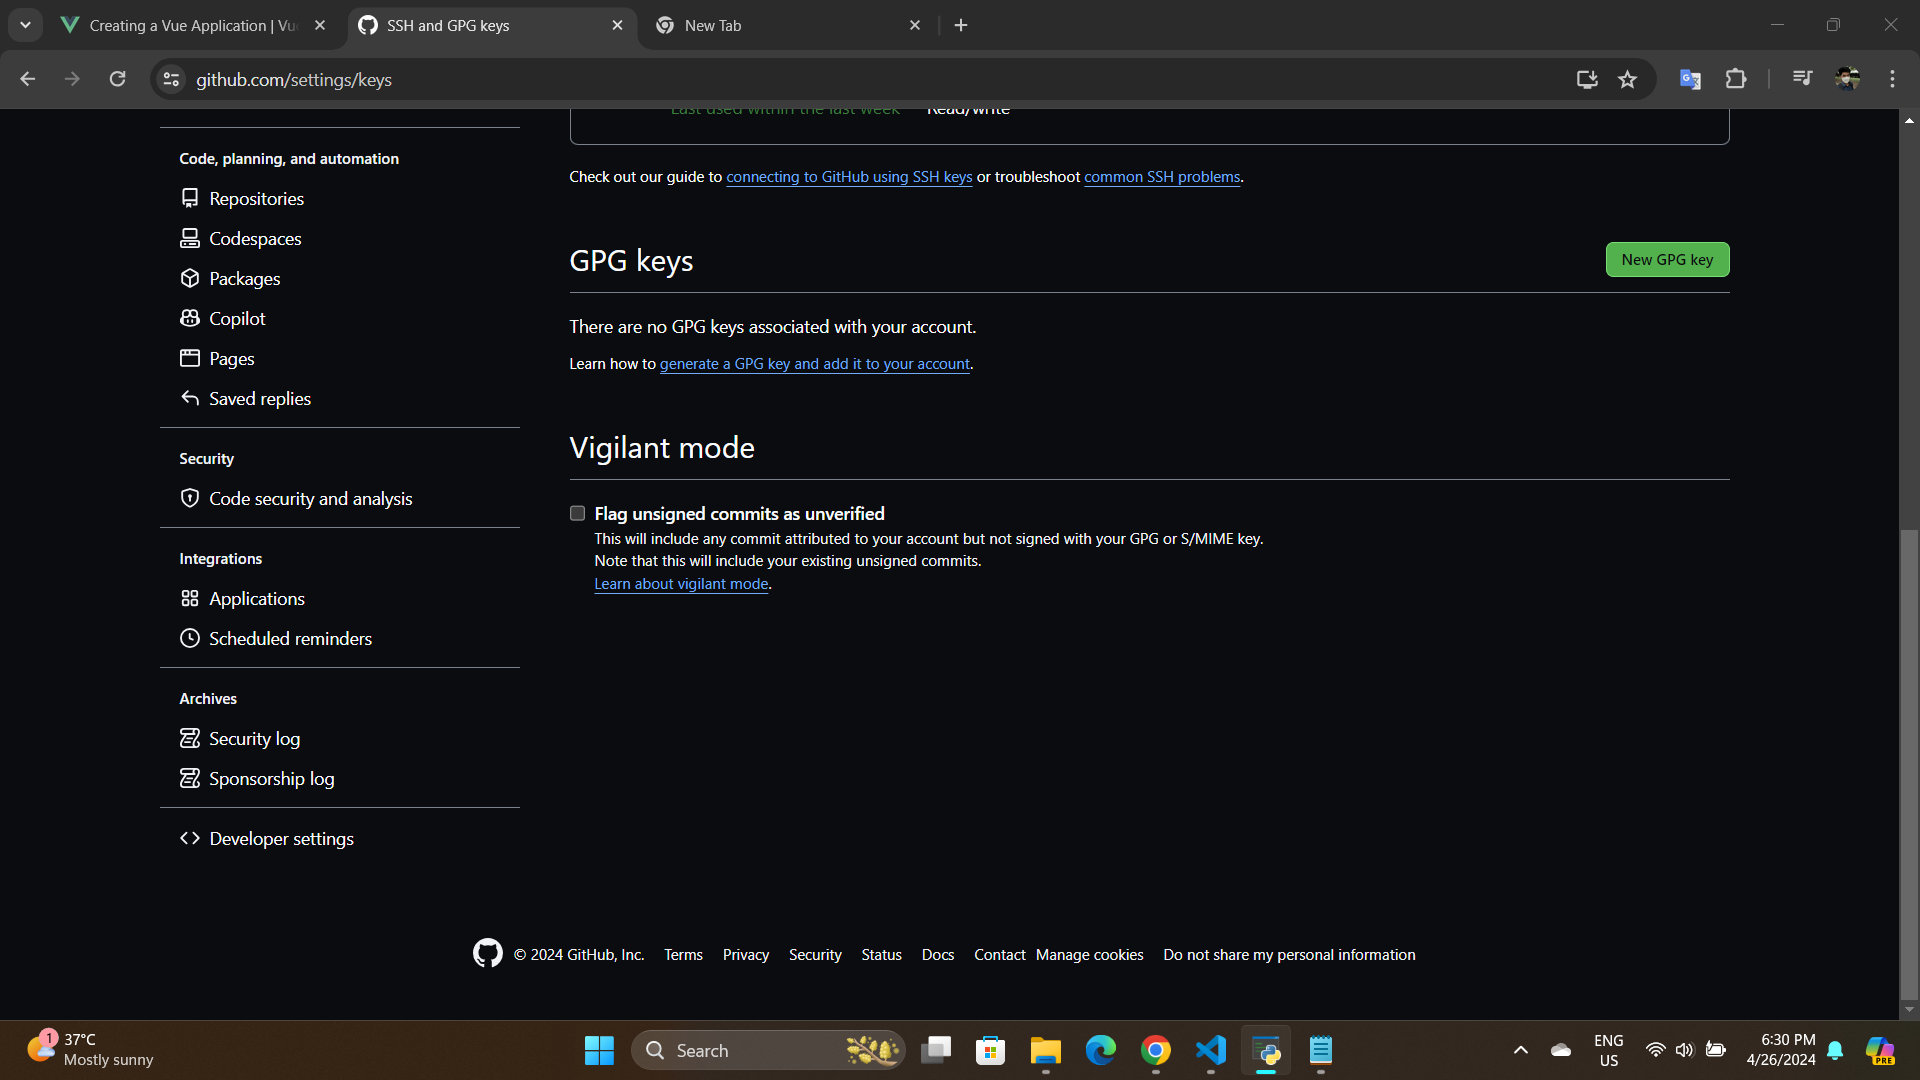 Creating a Vue Application | Vu
SSH and GPG keys
New Tab
github.com/settings/keys
Last used within the last week
Read/write
Code, planning, and automation
Repositories
Codespaces
Packages
Copilot
Pages
Saved replies
Security
Code security and analysis
Integrations
Applications
Scheduled reminders
Archives
Security log
Sponsorship log
Developer settings
Check out our guide to connecting to GitHub using SSH keys or troubleshoot common SSH problems.
GPG keys
New GPG key
There are no GPG keys associated with your account.
Learn how to generate a GPG key and add it to your account.
Vigilant mode
Flag unsigned commits as unverified
This will include any commit attributed to your account but not signed with your GPG or S/MIME key.
Note that this will include your existing unsigned commits.
Learn about vigilant mode.
© 2024 GitHub, Inc. Terms Privacy Security Status Docs Contact Manage cookies Do not share my personal information
1
37°C
Mostly sunny
Search
ENG
US
6:30 PM
4/26/2024
PRE